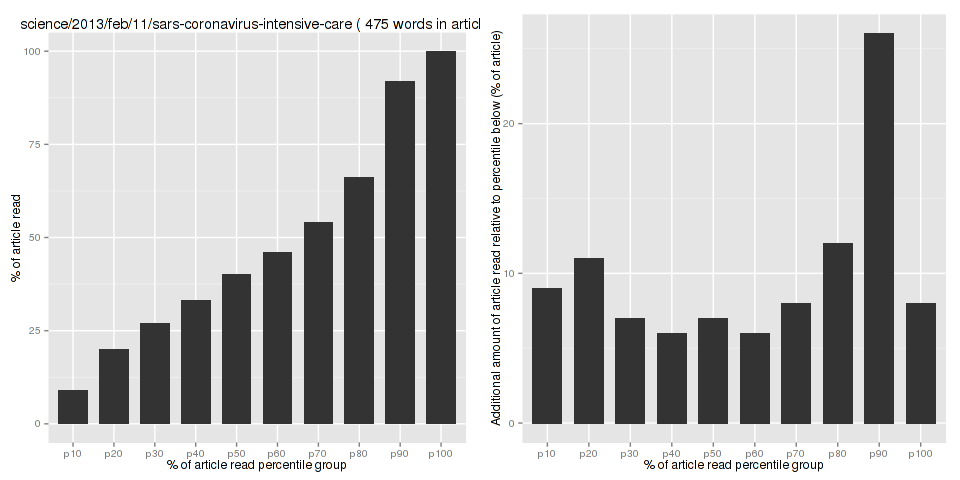 science/2013/feb/11/sars-coronavirus-intensive-care ( 475 words in articl
100
75
50
25
0
% of article read
p10 p20 p30 p40 p50 p60 p70 p80 p90 p100
% of article read percentile group
20
10
0
Additional amount of article read relative to percentile below (% of article)
p10 p20 p30 p40 p50 p60 p70 p80 p90 p100
% of article read percentile group